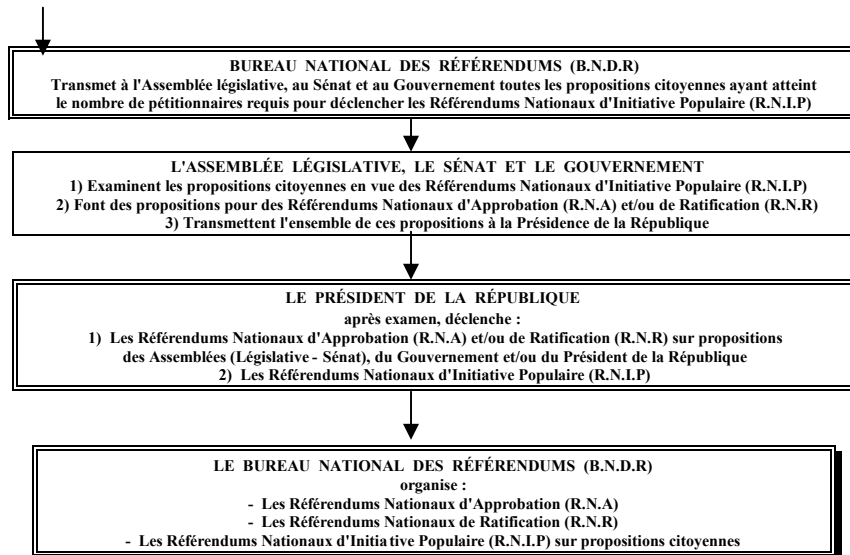 BUREAU NATIONAL DES RÉFÉRENDUMS (B.N.D.R)
Transmet à l'Assemblée législative, au Sénat et au Gouvernement toutes les propositions citoyennes ayant atteint
le nombre de pétitionnaires requis pour déclencher les Référendums Nationaux d'Initiative Populaire (R.N.I.P)
L'ASSEMBLÉE LÉGISLATIVE, LE SÉNAT ET LE GOUVERNEMENT
1) Examinent les propositions citoyennes en vue des Référendums Nationaux d'Initiative Populaire (R.N.I.P)
2) Font des propositions pour des Référendums Nationaux d'Approbation (R.N.A) et/ou de Ratification (R.N.R)
3) Transmettent l'ensemble de ces propositions à la Présidence de la République
LE PRÉSIDENT DE LA RÉPUBLIQUE
après examen, déclenche :
1) Les Référendums Nationaux d'Approbation (R.N.A) et/ou de Ratification (R.N.R) sur propositions
des Assemblées (Législative - Sénat), du Gouvernement et/ou du Président de la République
2) Les Référendums Nationaux d'Initiative Populaire (R.N.I.P)
LE BUREAU NATIONAL DES RÉFÉRENDUMS (B.N.D.R)
organise :
- Les Référendums Nationaux d'Approbation (R.N.A)
- Les Référendums Nationaux de Ratification (R.N.R)
- Les Référendums Nationaux d'Initiative Populaire (R.N.I.P) sur propositions citoyennes